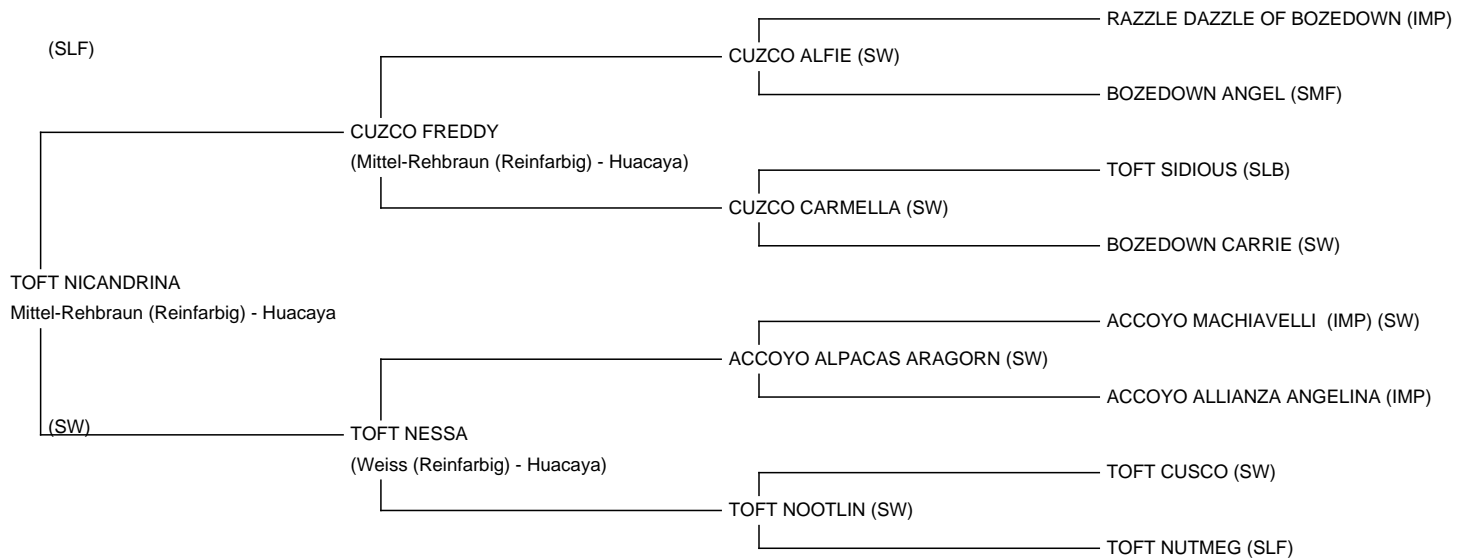 RAZZLE DAZZLE OF BOZEDOWN (IMP)
(SLF)
CUZCO ALFIE (SW)
BOZEDOWN ANGEL (SMF)
CUZCO FREDDY
(Mittel-Rehbraun (Reinfarbig) - Huacaya)
TOFT SIDIOUS (SLB)
CUZCO CARMELLA (SW)
BOZEDOWN CARRIE (SW)
TOFT NICANDRINA
Mittel-Rehbraun (Reinfarbig) - Huacaya
ACCOYO MACHIAVELLI  (IMP) (SW)
ACCOYO ALPACAS ARAGORN (SW)
ACCOYO ALLIANZA ANGELINA (IMP)
(SW)
TOFT NESSA
(Weiss (Reinfarbig) - Huacaya)
TOFT CUSCO (SW)
TOFT NOOTLIN (SW)
TOFT NUTMEG (SLF)